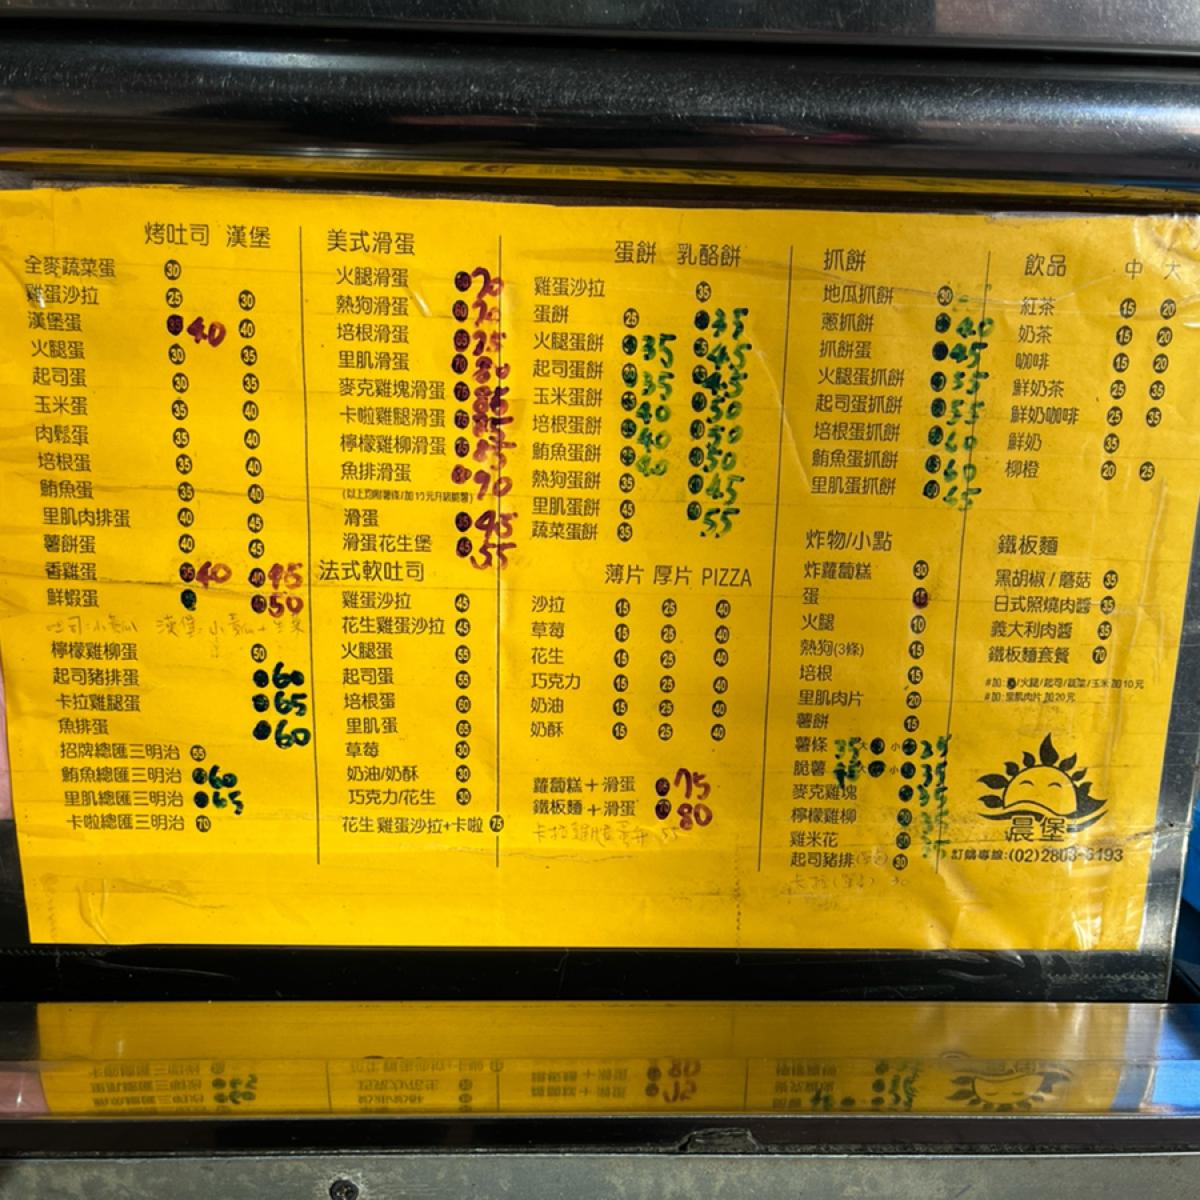 烤吐司 漢堡
全麥蔬菜蛋 30
雞蛋沙拉 25 30
漢堡蛋 40 40
火腿蛋 30 35
起司蛋 30 35
玉米蛋 35 40
肉鬆蛋 35 40
培根蛋 35 40
鮪魚蛋 35 40
里肌肉排蛋 40 45
薯餅蛋 40 45
香雞蛋 40 45
鮮蝦蛋 50
檸檬雞柳蛋 50
起司豬排蛋 60
卡拉雞腿蛋 65
魚排蛋 60
招牌總匯三明治 55
鮪魚總匯三明治 60
里肌總匯三明治 65
卡啦總匯三明治 70
美式滑蛋
火腿滑蛋 70
熱狗滑蛋 70
培根滑蛋 75
里肌滑蛋 80
麥克雞塊滑蛋
卡啦雞腿滑蛋 85
檸檬雞柳滑蛋 85
魚排滑蛋 90
滑蛋 45
滑蛋花生堡 55
法式軟吐司
雞蛋沙拉 45
花生雞蛋沙拉 45
火腿蛋 55
起司蛋 55
培根蛋 60
里肌蛋 65
草莓 30
奶油/奶酥 30
巧克力/花生 30
花生雞蛋沙拉+卡啦 75
蛋餅 乳酪餅
雞蛋沙拉 35
蛋餅 25 35
火腿蛋餅 35 45
起司蛋餅 35 45
玉米蛋餅 40 50
培根蛋餅 40 50
鮪魚蛋餅 40 50
熱狗蛋餅 35 45
里肌蛋餅 45 55
蔬菜蛋餅 35
薄片 厚片 PIZZA
沙拉 15 25 40
草莓 15 25 40
花生 15 25 40
巧克力 15 25 40
奶油 15 25 40
奶酥 15 25 40
蘿蔔糕+滑蛋 75
鐵板麵+滑蛋 80
抓餅
地瓜抓餅 30
蔥抓餅 40
抓餅蛋 45
火腿蛋抓餅 55
起司蛋抓餅 55
培根蛋抓餅 60
鮪魚蛋抓餅 60
里肌蛋抓餅 65
炸物/小點
炸蘿蔔糕 30
蛋
火腿 10
熱狗(3條) 15
培根 15
里肌肉片 20
薯餅 15
薯條 35 大 小 25
脆薯 大 小 35
麥克雞塊 35
檸檬雞柳 35
雞米花 35
起司豬排 30
飲品 中 大
紅茶 15 20
奶茶 15 20
咖啡 15 20
鮮奶茶 25 35
鮮奶咖啡 25 35
鮮奶 35
柳橙 20 25
鐵板麵
黑胡椒/蘑菇 35
日式照燒肉醬 35
義大利肉醬 35
鐵板麵套餐 70
#加:里肌肉片加20元
晨堡
訂購專線:(02)2803-6193